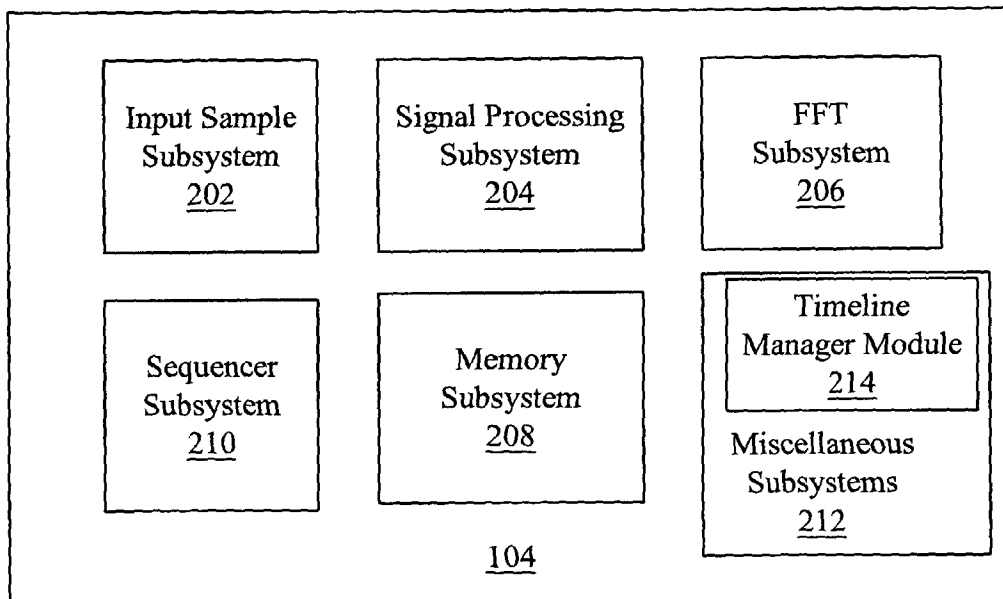 Input Sample
Subsystem
202
Signal Processing
Subsystem
204
FFT
Subsystem
206
Sequencer
Subsystem
210
Memory
Subsystem
208
Timeline
Manager Module
214
Miscellaneous
Subsystems
212
104